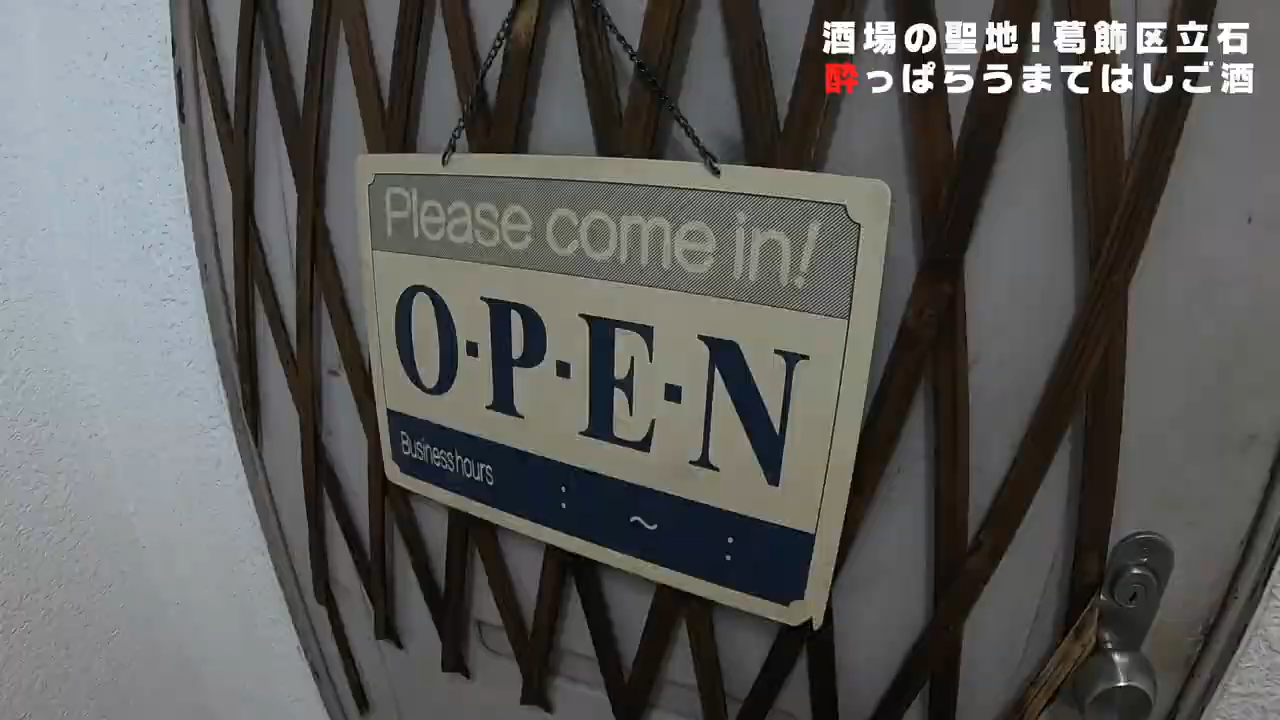 酒場の聖地!葛飾区立石
酔っぱらうまではしご酒
Please come in!
O·P·E·N
Business hours : ~ :